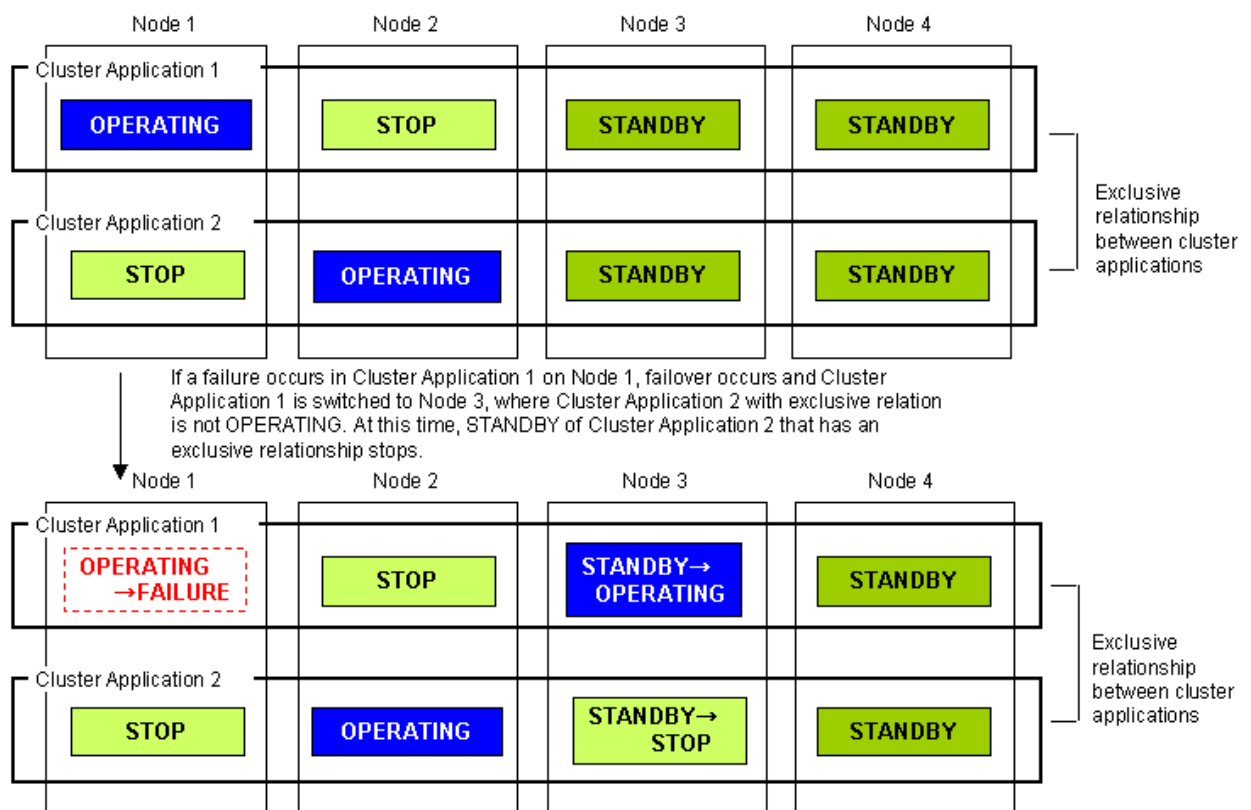 Node 1
Node 2
Node 3
Node 4
Cluster Application 1
OPERATING
STOP
STANDBY
STANDBY
Cluster Application 2
STOP
OPERATING
STANDBY
STANDBY
Exclusive
relationship
between cluster
applications
If a failure occurs in Cluster Application 1 on Node 1, failover occurs and Cluster
Application 1 is switched to Node 3, where Cluster Application 2 with exclusive relation
is not OPERATING. At this time, STANDBY of Cluster Application 2 that has an
exclusive relationship stops.
Node 1
Node 2
Node 3
Node 4
Cluster Application 1
OPERATING
→FAILURE
STOP
STANDBY→
OPERATING
STANDBY
Cluster Application 2
STOP
OPERATING
STANDBY→
STOP
STANDBY
Exclusive
relationship
between cluster
applications